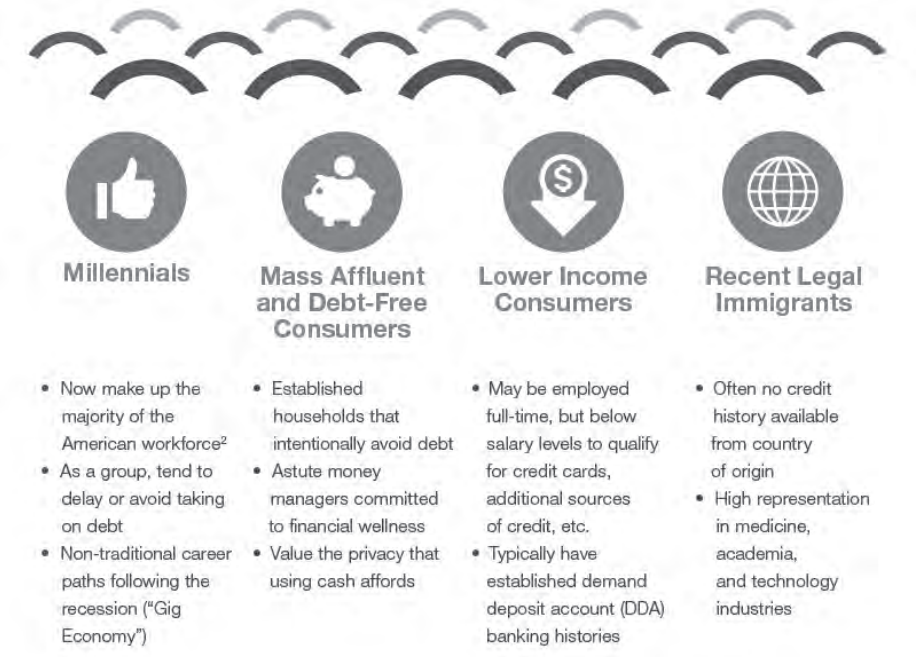 $
Millennials
• Now make up the
majority of the
American workforce²
• As a group, tend to
delay or avoid taking
on debt
• Non-traditional career
paths following the
recession (“Gig
Economy”)
Mass Affluent
and Debt-Free
Consumers
• Established
households that
intentionally avoid debt
• Astute money
managers committed
to financial wellness
• Value the privacy that
using cash affords
Lower Income
Consumers
• May be employed
full-time, but below
salary levels to qualify
for credit cards,
additional sources
of credit, etc.
• Typically have
established demand
deposit account (DDA)
banking histories
Recent Legal
Immigrants
• Often no credit
history available
from country
of origin
• High representation
in medicine,
academia,
and technology
industries